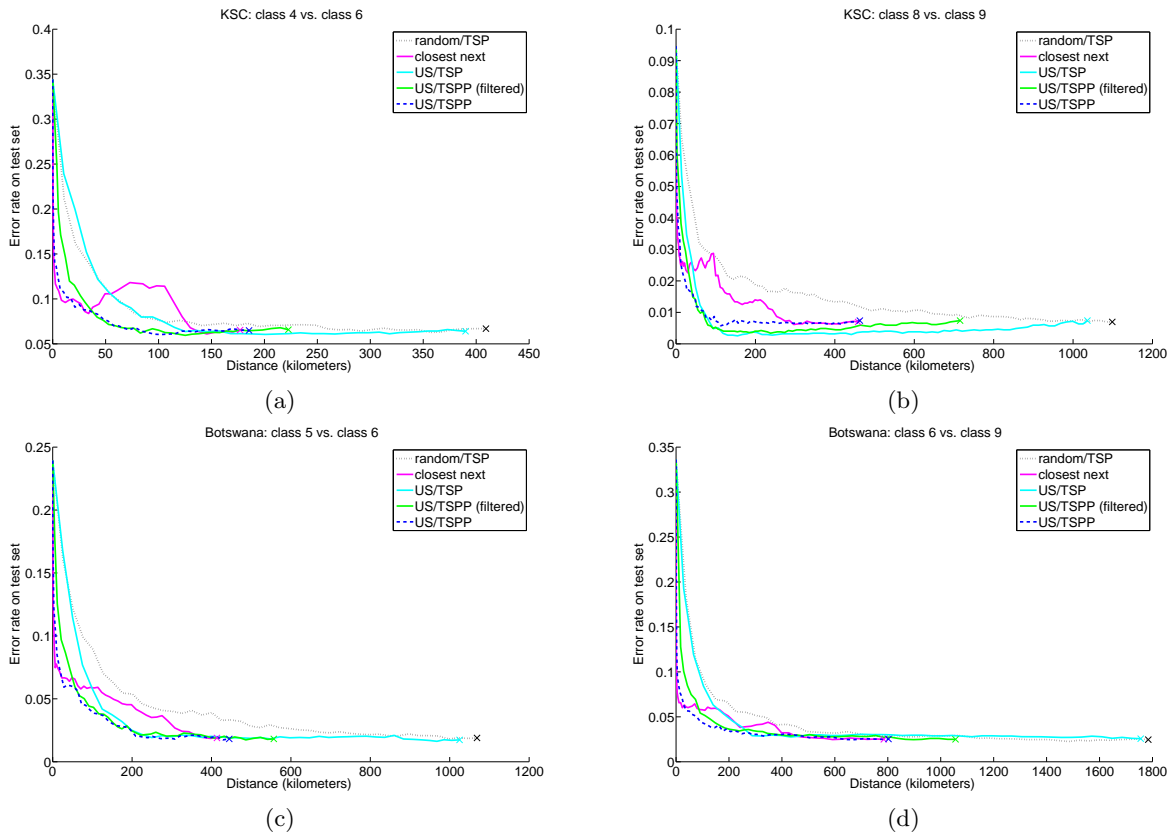 KSC: class 4 vs. class 6
0.4
0.35
0.3
0.25
0.2
0.15
0.1
0.05
Error rate on test set
random/TSP
closest next
US/TSP
US/TSPP (filtered)
US/TSPP
0 50 100 150 200 250 300 350 400 450
Distance (kilometers)
(a)
KSC: class 8 vs. class 9
0.1
0.09
0.08
0.07
0.06
0.05
0.04
0.03
0.02
0.01
0
Error rate on test set
random/TSP
closest next
US/TSP
US/TSPP (filtered)
US/TSPP
0 200 400 600 800 1000 1200
Distance (kilometers)
(b)
Botswana: class 5 vs. class 6
0.25
0.2
0.15
0.1
0.05
0
Error rate on test set
random/TSP
closest next
US/TSP
US/TSPP (filtered)
US/TSPP
0 200 400 600 800 1000 1200
Distance (kilometers)
(c)
Botswana: class 6 vs. class 9
0.35
0.3
0.25
0.2
0.15
0.1
0.05
0
Error rate on test set
random/TSP
closest next
US/TSP
US/TSPP (filtered)
US/TSPP
0 200 400 600 800 1000 1200 1400 1600 1800
Distance (kilometers)
(d)